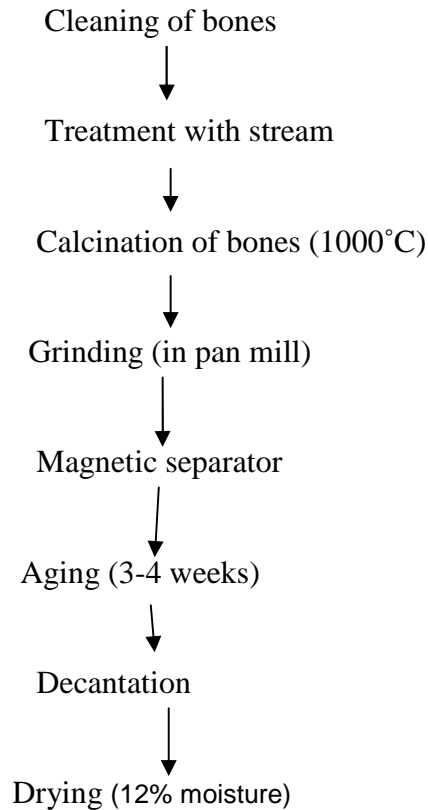 Cleaning of bones
Treatment with stream
Calcination of bones (1000˚C)
Grinding (in pan mill)
Magnetic separator
Aging (3-4 weeks)
Decantation
Drying (12% moisture)